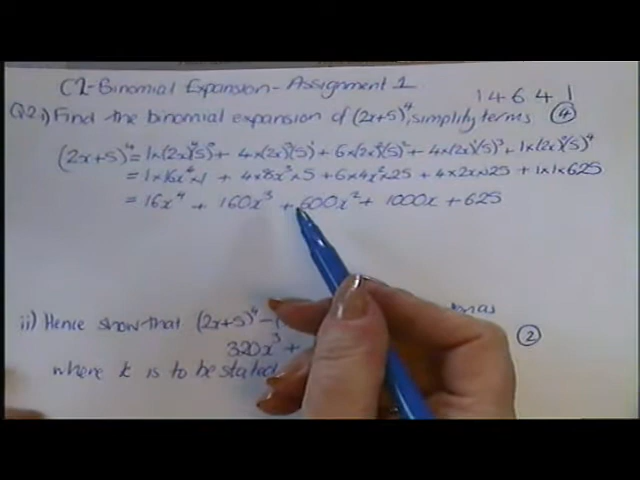 C2-Binomial Expansion-Assignment 1
1 4 6 4 1
Q2.i) Find the binomial expansion of (2x+5)⁴, simplify terms (4)
(2x+5)⁴ = 1×(2x)⁴(5)⁰ + 4×(2x)³(5)¹ + 6×(2x)²(5)² + 4×(2x)¹(5)³ + 1×(2x)⁰(5)⁴
= 1×16x⁴×1 + 4×8x³×5 + 6×4x²×25 + 4×2x×125 + 1×1×625
= 16x⁴ + 160x³ + 600x² + 1000x + 625
ii) Hence show that (2x+5)⁴ -
(2)
320x³ +
where k is to be stated